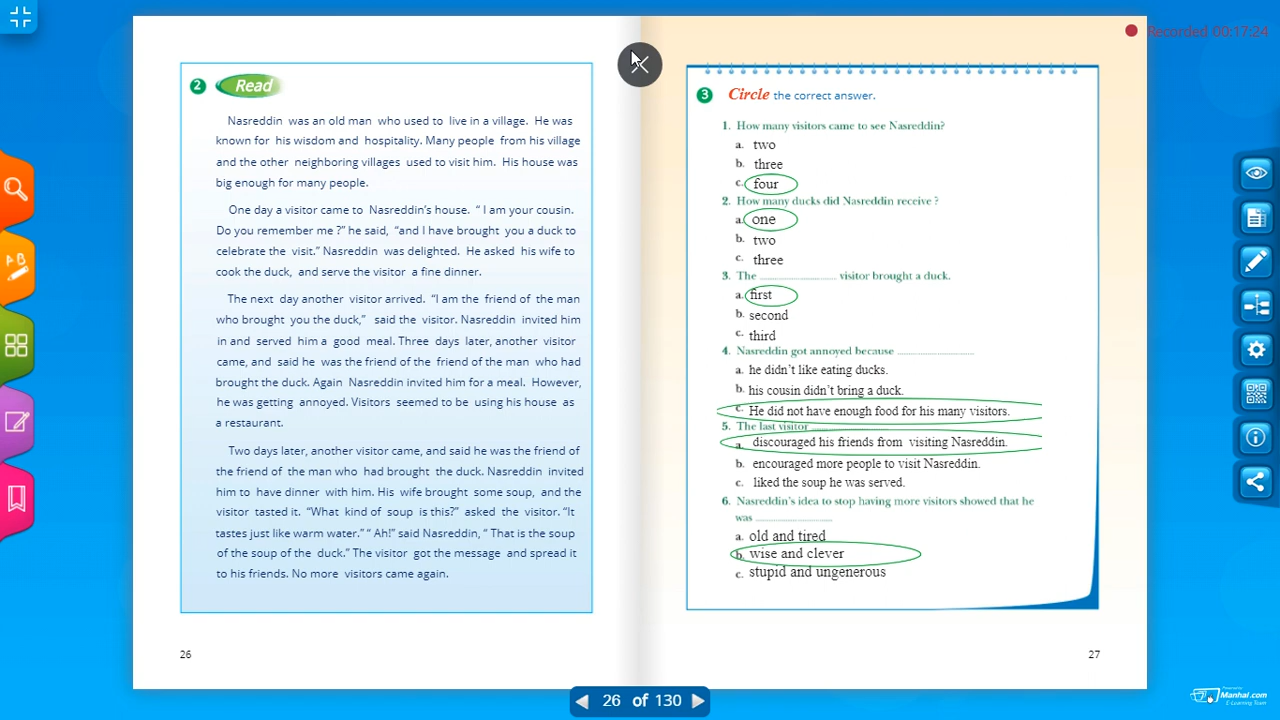 Recorded 00:17:24
2 Read
Nasreddin was an old man who used to live in a village. He was
known for his wisdom and hospitality. Many people from his village
and the other neighboring villages used to visit him. His house was
big enough for many people.
One day a visitor came to Nasreddin's house. “ I am your cousin.
Do you remember me ?” he said, “and I have brought you a duck to
celebrate the visit.” Nasreddin was delighted. He asked his wife to
cook the duck, and serve the visitor a fine dinner.
The next day another visitor arrived. “I am the friend of the man
who brought you the duck,” said the visitor. Nasreddin invited him
in and served him a good meal. Three days later, another visitor
came, and said he was the friend of the friend of the man who had
brought the duck. Again Nasreddin invited him for a meal. However,
he was getting annoyed. Visitors seemed to be using his house as
a restaurant.
Two days later, another visitor came, and said he was the friend of
the friend of the man who had brought the duck. Nasreddin invited
him to have dinner with him. His wife brought some soup, and the
visitor tasted it. “What kind of soup is this?” asked the visitor. “It
tastes just like warm water.” “ Ah!” said Nasreddin, “ That is the soup
of the soup of the duck.” The visitor got the message and spread it
to his friends. No more visitors came again.
26
3 Circle the correct answer.
1. How many visitors came to see Nasreddin?
a. two
b. three
c. four
2. How many ducks did Nasreddin receive ?
a. one
b. two
c. three
3. The ........................ visitor brought a duck.
a. first
b. second
c. third
4. Nasreddin got annoyed because ........................
a. he didn't like eating ducks.
b. his cousin didn't bring a duck.
c. He did not have enough food for his many visitors.
5. The last visitor ........................
a. discouraged his friends from visiting Nasreddin.
b. encouraged more people to visit Nasreddin.
c. liked the soup he was served.
6. Nasreddin's idea to stop having more visitors showed that he
was ........................
a. old and tired
b. wise and clever
c. stupid and ungenerous
27
26 of 130
Manhal.com
E-Learning Team